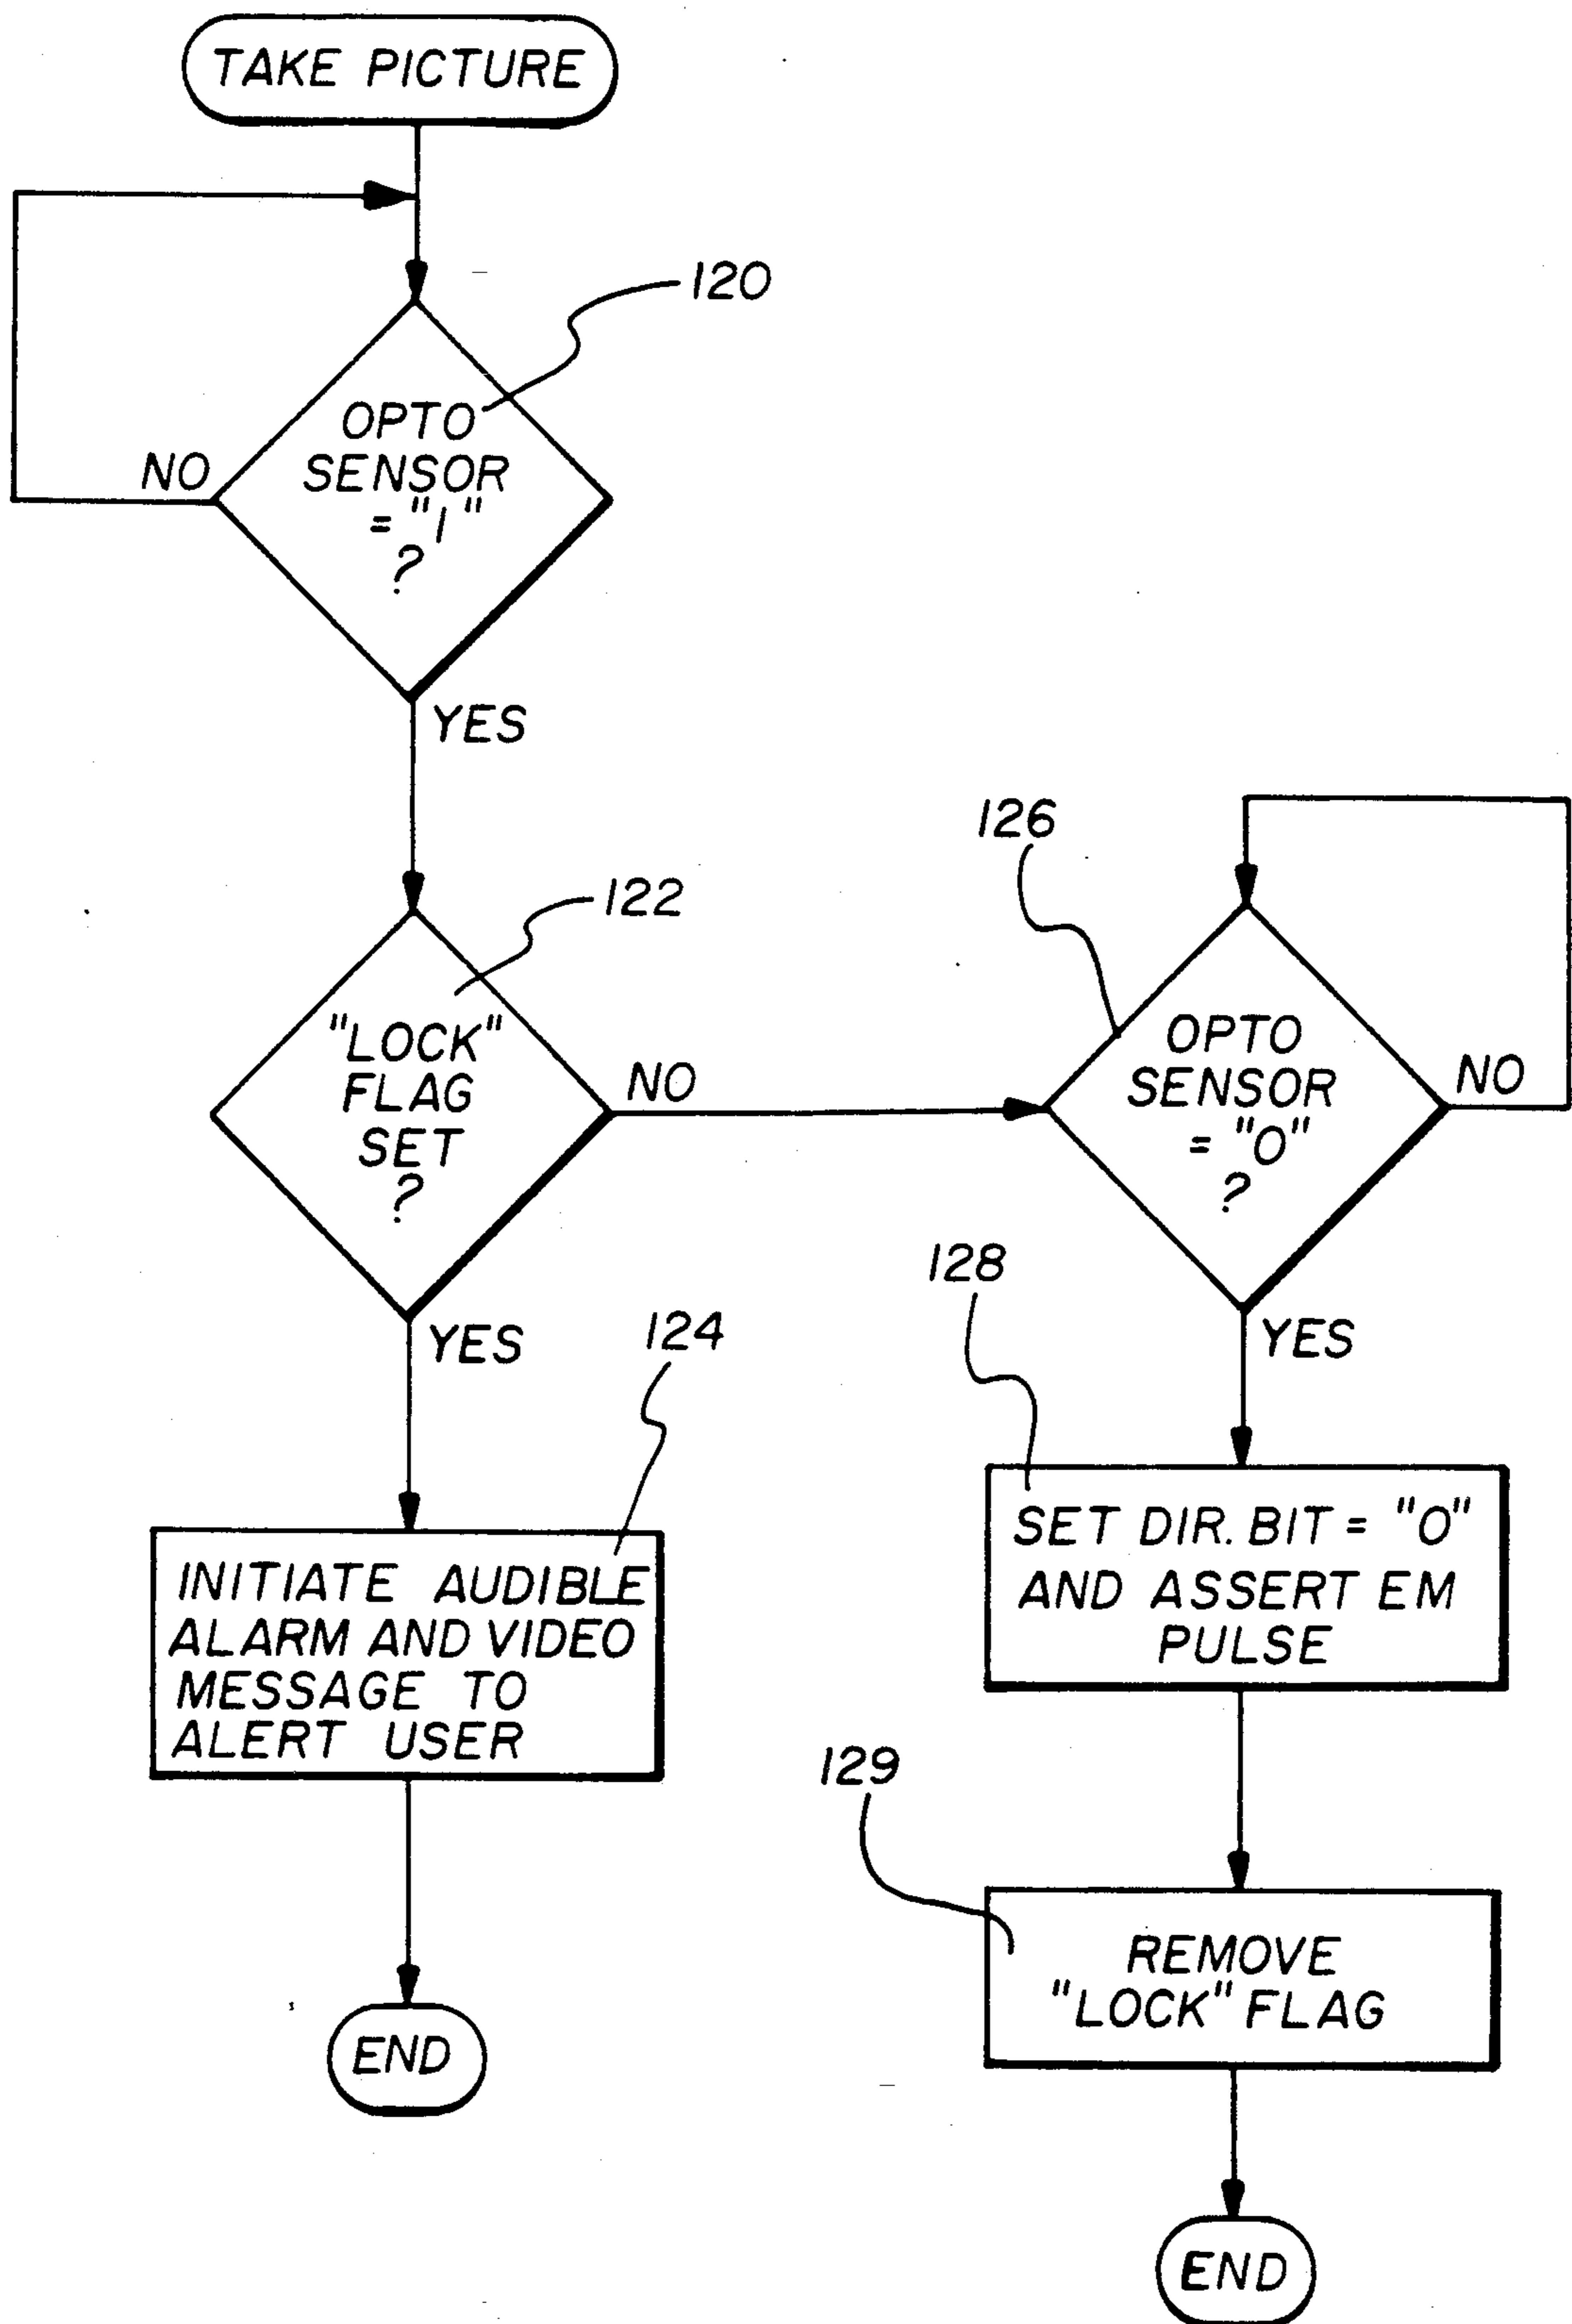 TAKE PICTURE
120
OPTO
SENSOR
= "1"
?
NO
YES
122
"LOCK"
FLAG
SET
?
NO
YES
124
INITIATE AUDIBLE
ALARM AND VIDEO
MESSAGE TO
ALERT USER
END
126
OPTO
SENSOR
= "0"
?
NO
YES
128
SET DIR. BIT = "0"
AND ASSERT EM
PULSE
129
REMOVE
"LOCK" FLAG
END